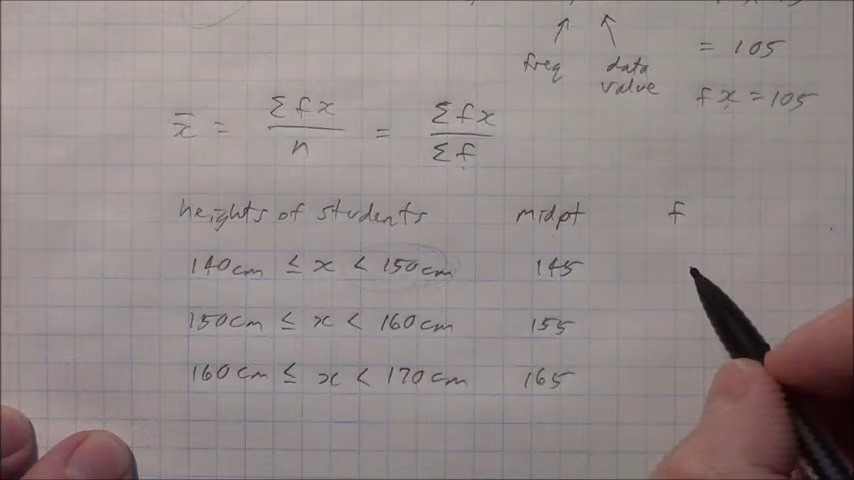 freq
data
value
= 105
fx = 105
x̄ = Σfx / n = Σfx / Σf
heights of students midpt f
140cm ≤ x < 150cm 145
150cm ≤ x < 160cm 155
160cm ≤ x < 170cm 165